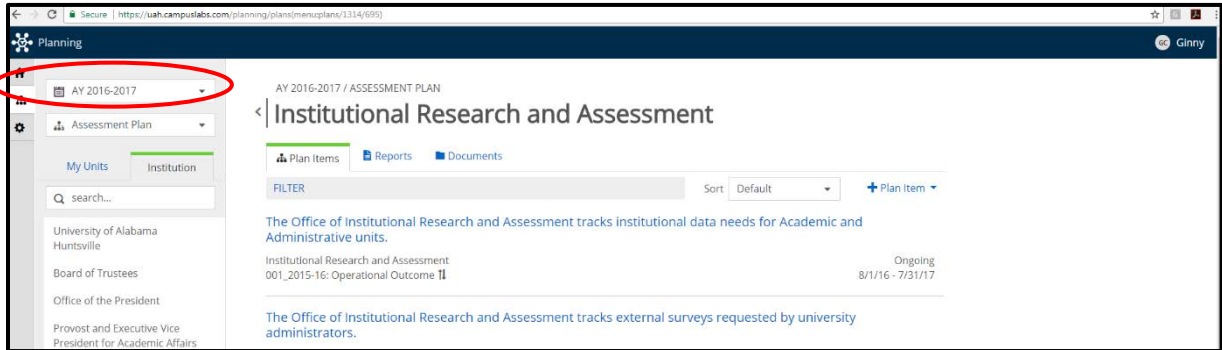 Secure | https://uah.campuslabs.com/planning/plans(menu:plans/1314/695)
Planning
GC Ginny
AY 2016-2017
Assessment Plan
My Units Institution
search...
University of Alabama
Huntsville
Board of Trustees
Office of the President
Provost and Executive Vice
President for Academic Affairs
AY 2016-2017 / ASSESSMENT PLAN
Institutional Research and Assessment
Plan Items Reports Documents
FILTER Sort Default + Plan Item
The Office of Institutional Research and Assessment tracks institutional data needs for Academic and
Administrative units.
Institutional Research and Assessment Ongoing
001_2015-16: Operational Outcome 8/1/16 - 7/31/17
The Office of Institutional Research and Assessment tracks external surveys requested by university
administrators.